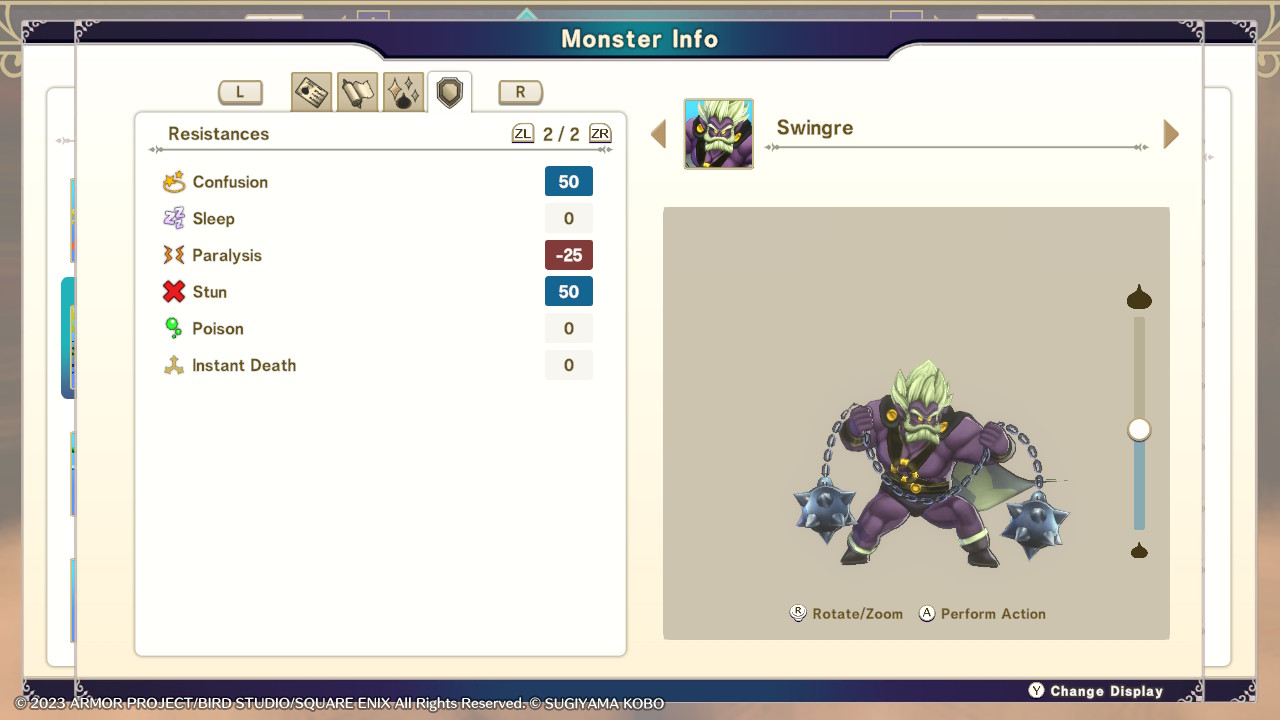 Monster Info
L
R
Resistances
ZL 2 / 2 ZR
Confusion 50
Sleep 0
Paralysis -25
Stun 50
Poison 0
Instant Death 0
Swingre
R Rotate/Zoom A Perform Action
Y Change Display
© 2023 ARMOR PROJECT/BIRD STUDIO/SQUARE ENIX All Rights Reserved. © SUGIYAMA KOBO